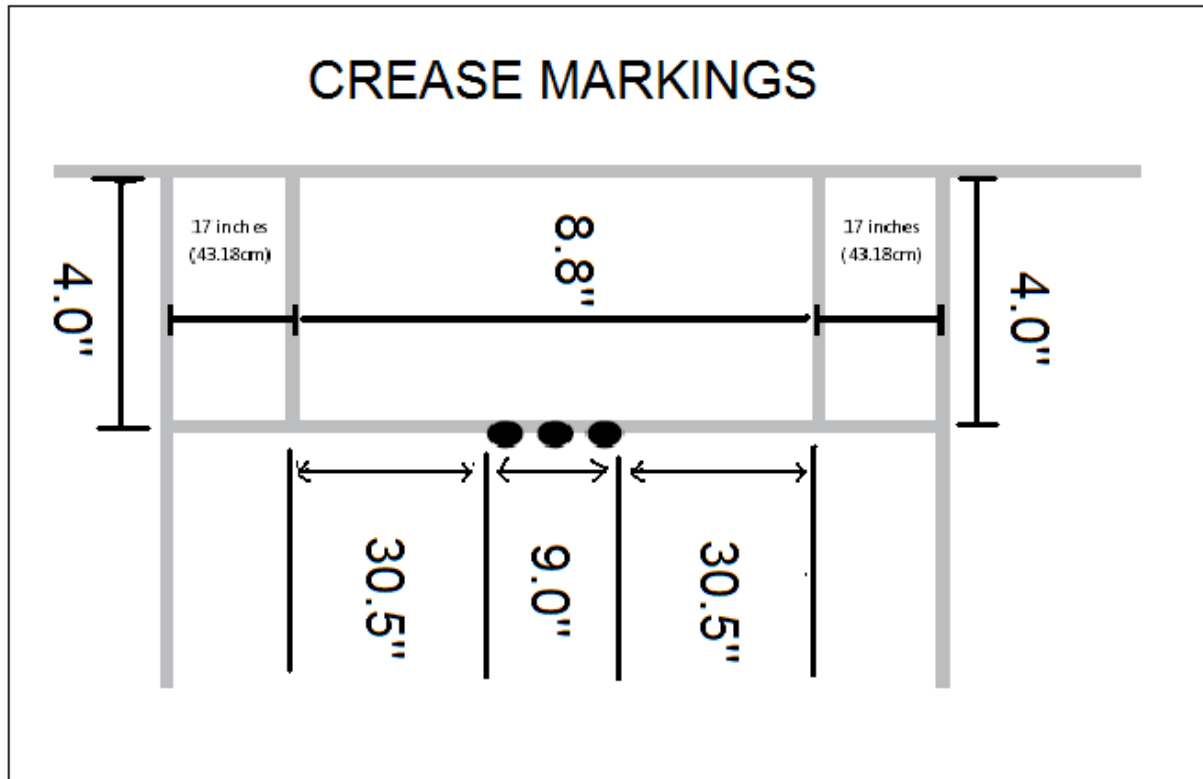 CREASE MARKINGS
17 inches
(43.18cm)
8.8"
17 inches
(43.18cm)
4.0"
4.0"
30.5"
9.0"
30.5"